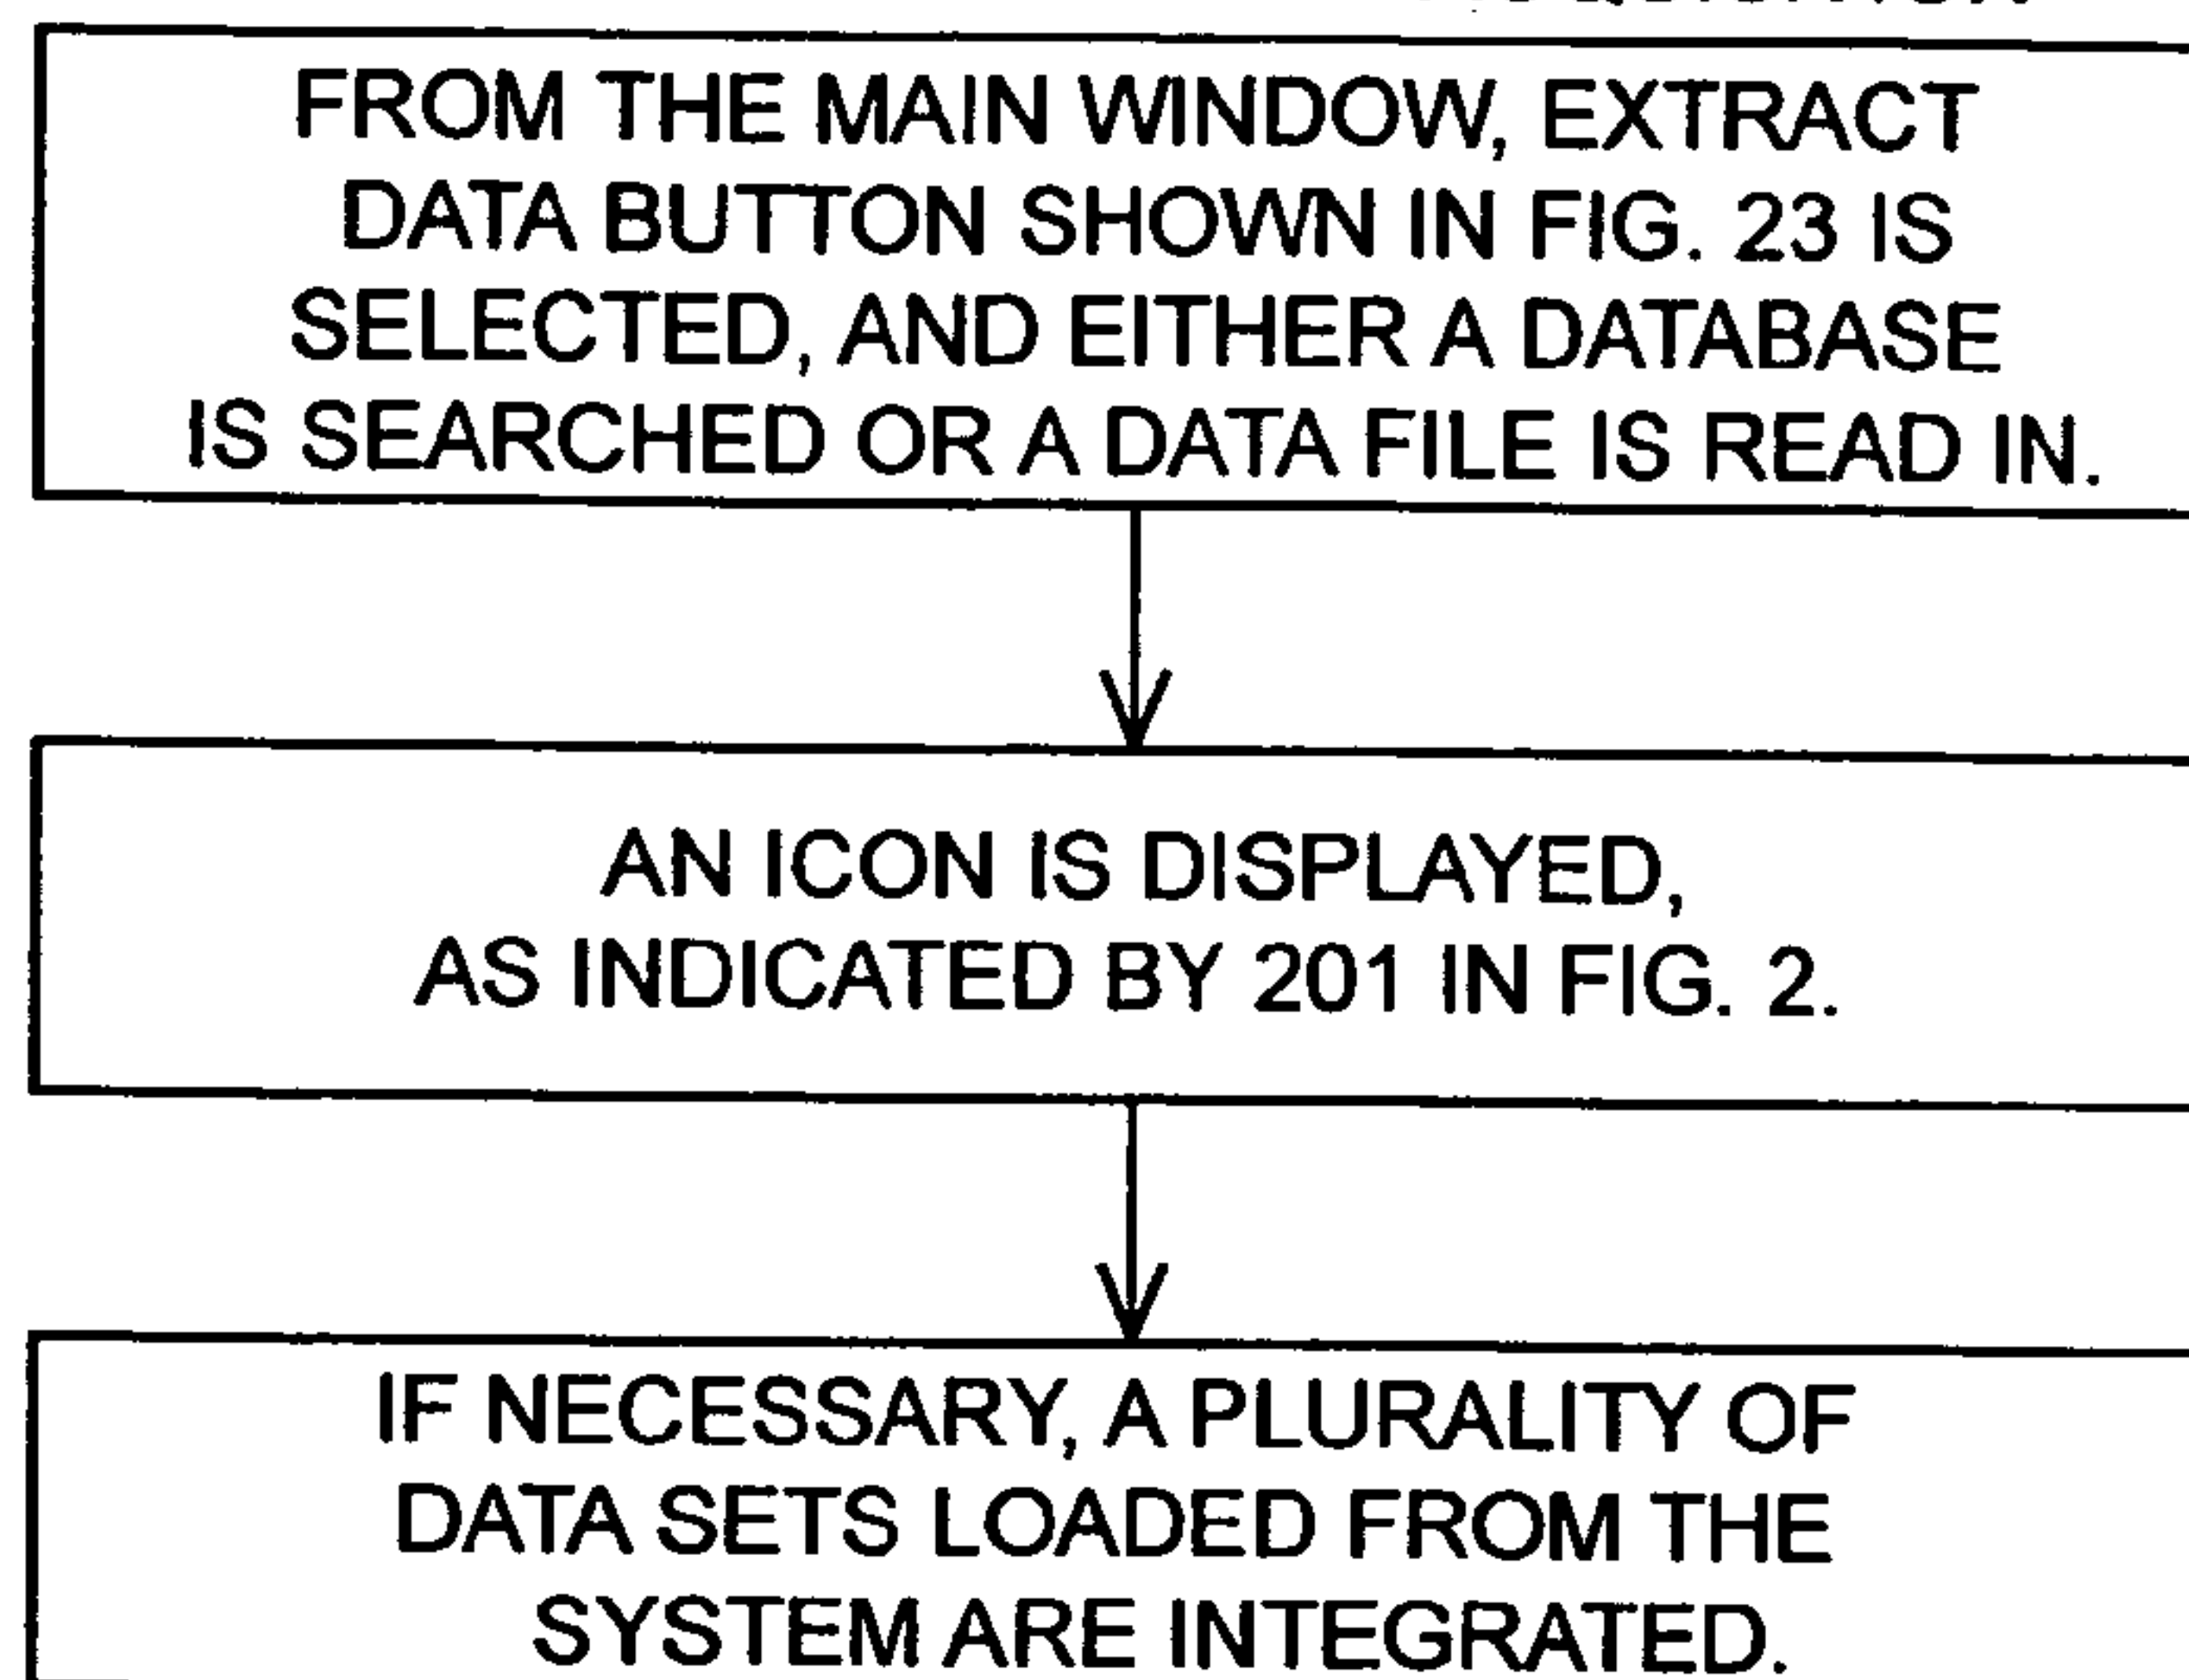 FROM THE MAIN WINDOW, EXTRACT
DATA BUTTON SHOWN IN FIG. 23 IS
SELECTED, AND EITHER A DATABASE
IS SEARCHED OR A DATA FILE IS READ IN.
AN ICON IS DISPLAYED,
AS INDICATED BY 201 IN FIG. 2.
IF NECESSARY, A PLURALITY OF
DATA SETS LOADED FROM THE
SYSTEM ARE INTEGRATED.